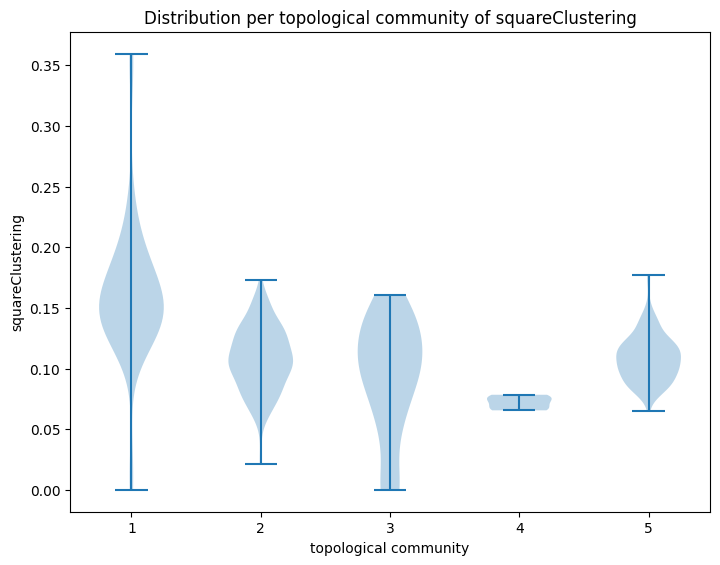 Distribution per topological community of squareClustering
squareClustering
0.35
0.30
0.25
0.20
0.15
0.10
0.05
0.00
1 2 3 4 5
topological community